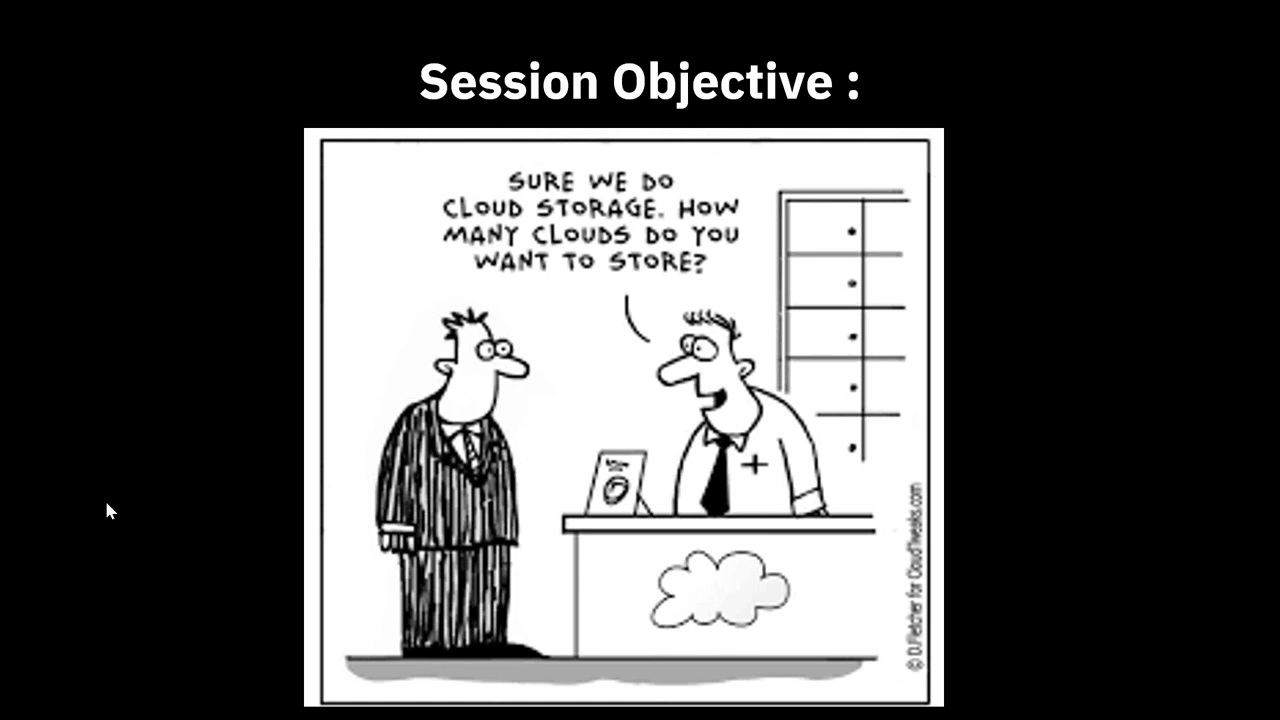 Session Objective :
SURE WE DO
CLOUD STORAGE. HOW
MANY CLOUDS DO YOU
WANT TO STORE?
© D.Fletcher for CloudTweaks.com